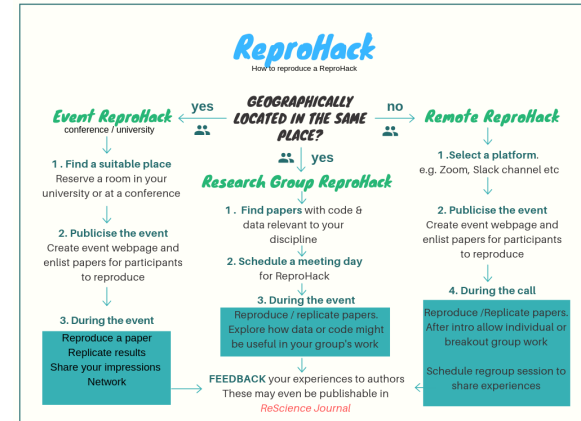 ReproHack
How to reproduce a ReproHack
GEOGRAPHICALLY
LOCATED IN THE SAME
PLACE?
yes
no
yes
Event ReproHack
conference / university
1 . Find a suitable place
Reserve a room in your
university or at a conference
2. Publicise the event
Create event webpage and
enlist papers for participants
to reproduce
3. During the event
Reproduce a paper
Replicate results
Share your impressions
Network
Research Group ReproHack
1 . Find papers with code &
data relevant to your
discipline
2. Schedule a meeting day
for ReproHack
3. During the event
Reproduce / replicate papers.
Explore how data or code might
be useful in your group's work
Remote ReproHack
1 .Select a platform.
e.g. Zoom, Slack channel etc
2. Publicise the event
Create event webpage and
enlist papers for participants
to reproduce
4. During the call
Reproduce /Replicate papers.
After intro allow individual or
breakout group work
Schedule regroup session to
share experiences
FEEDBACK your experiences to authors
These may even be publishable in
ReScience Journal